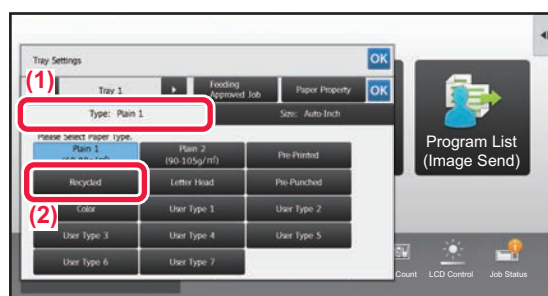 Tray Settings
OK
(1)
Tray 1
Feeding
Approved Job
Paper Property
OK
Type: Plain 1
Size: Auto-Inch
Please Select Paper Type.
Plain 1
Plain 2
(90-105g/㎡)
Pre-Printed
Recycled
Letter Head
Pre-Punched
(2)
Color
User Type 1
User Type 2
User Type 3
User Type 4
User Type 5
User Type 6
User Type 7
Program List
(Image Send)
Count
LCD Control
Job Status